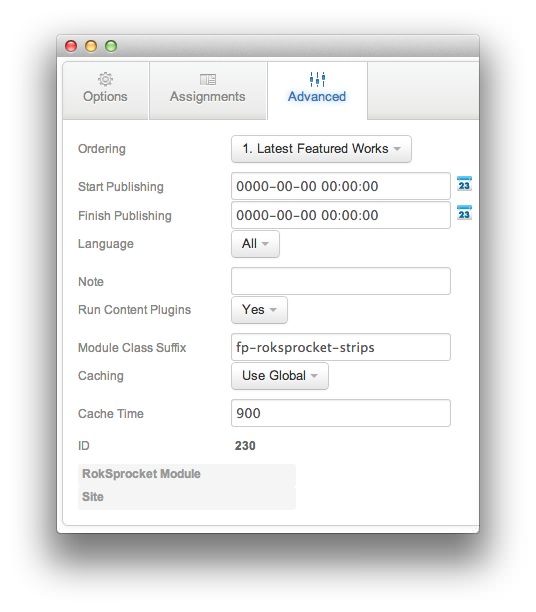 Options Assignments Advanced
Ordering 1. Latest Featured Works
Start Publishing 0000-00-00 00:00:00 23
Finish Publishing 0000-00-00 00:00:00 23
Language All
Note
Run Content Plugins Yes
Module Class Suffix fp-roksprocket-strips
Caching Use Global
Cache Time 900
ID 230
RokSprocket Module
Site